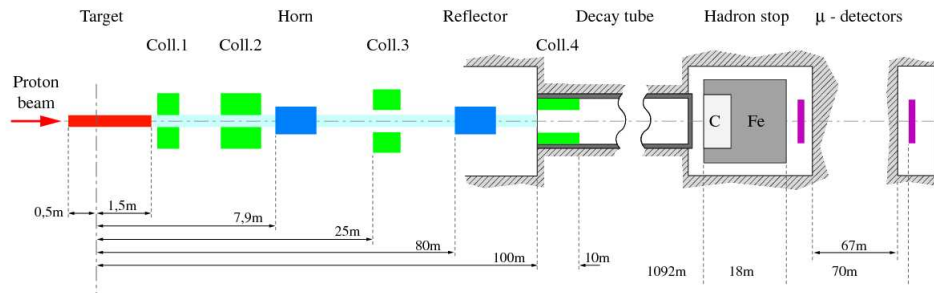 Target Horn Reflector Decay tube Hadron stop μ - detectors
Coll.1 Coll.2 Coll.3 Coll.4
Proton
beam
C Fe
0,5m 1,5m
7,9m
25m
80m
100m 10m
67m
1092m 18m 70m